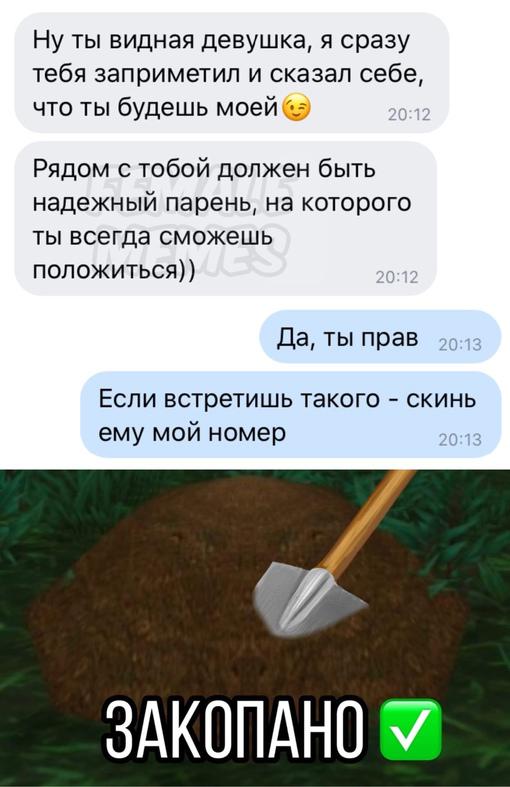 Ну ты видная девушка, я сразу
тебя заприметил и сказал себе,
что ты будешь моей😉 20:12
Рядом с тобой должен быть
надежный парень, на которого
ты всегда сможешь
положиться)) 20:12
FEMALE
MEMES
Да, ты прав 20:13
Если встретишь такого - скинь
ему мой номер 20:13
ЗАКОПАНО ✅